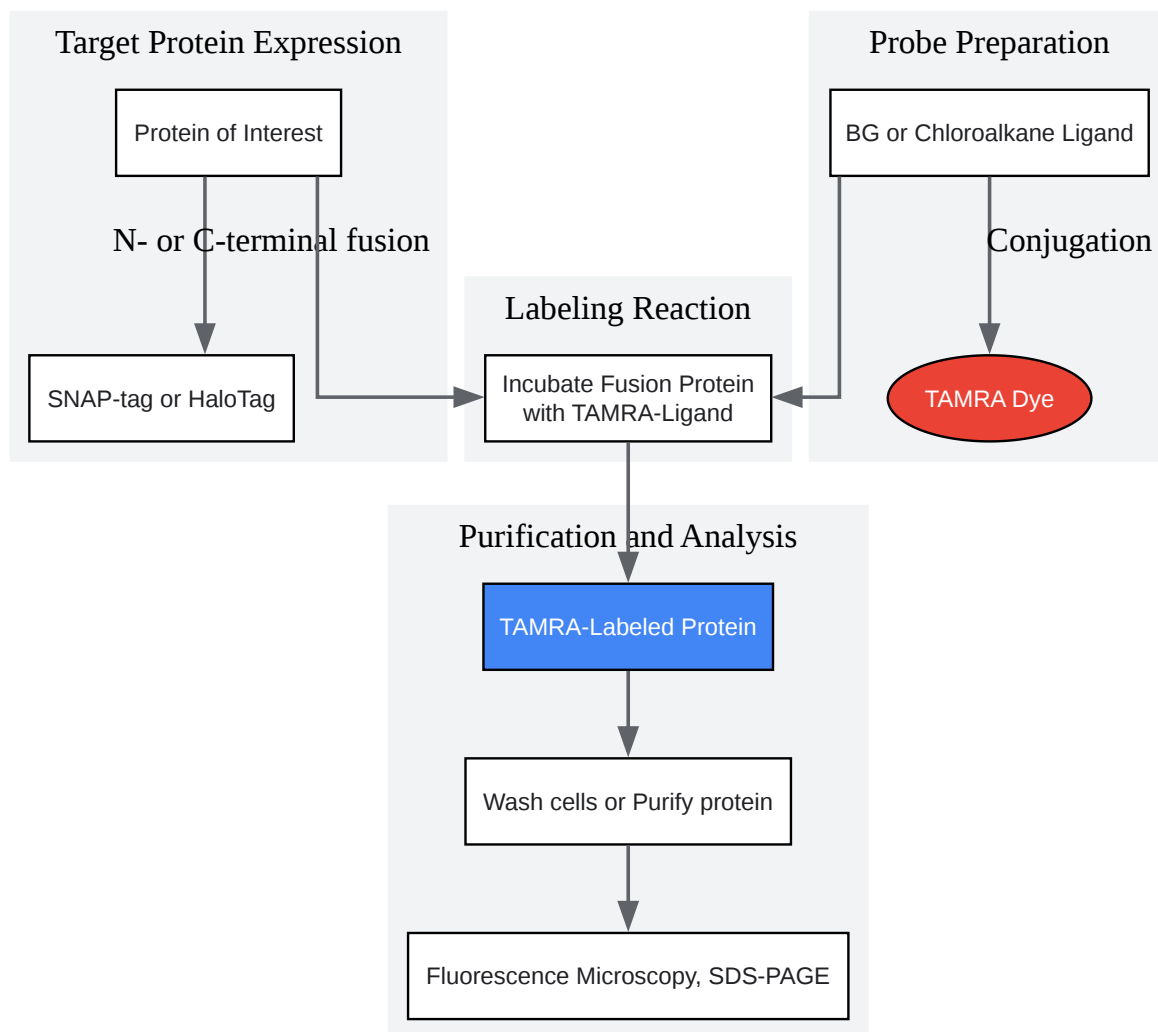 Target Protein Expression
Protein of Interest
N- or C-terminal fusion
SNAP-tag or HaloTag
Probe Preparation
BG or Chloroalkane Ligand
Conjugation
TAMRA Dye
Labeling Reaction
Incubate Fusion Protein
with TAMRA-Ligand
Purification and Analysis
TAMRA-Labeled Protein
Wash cells or Purify protein
Fluorescence Microscopy, SDS-PAGE